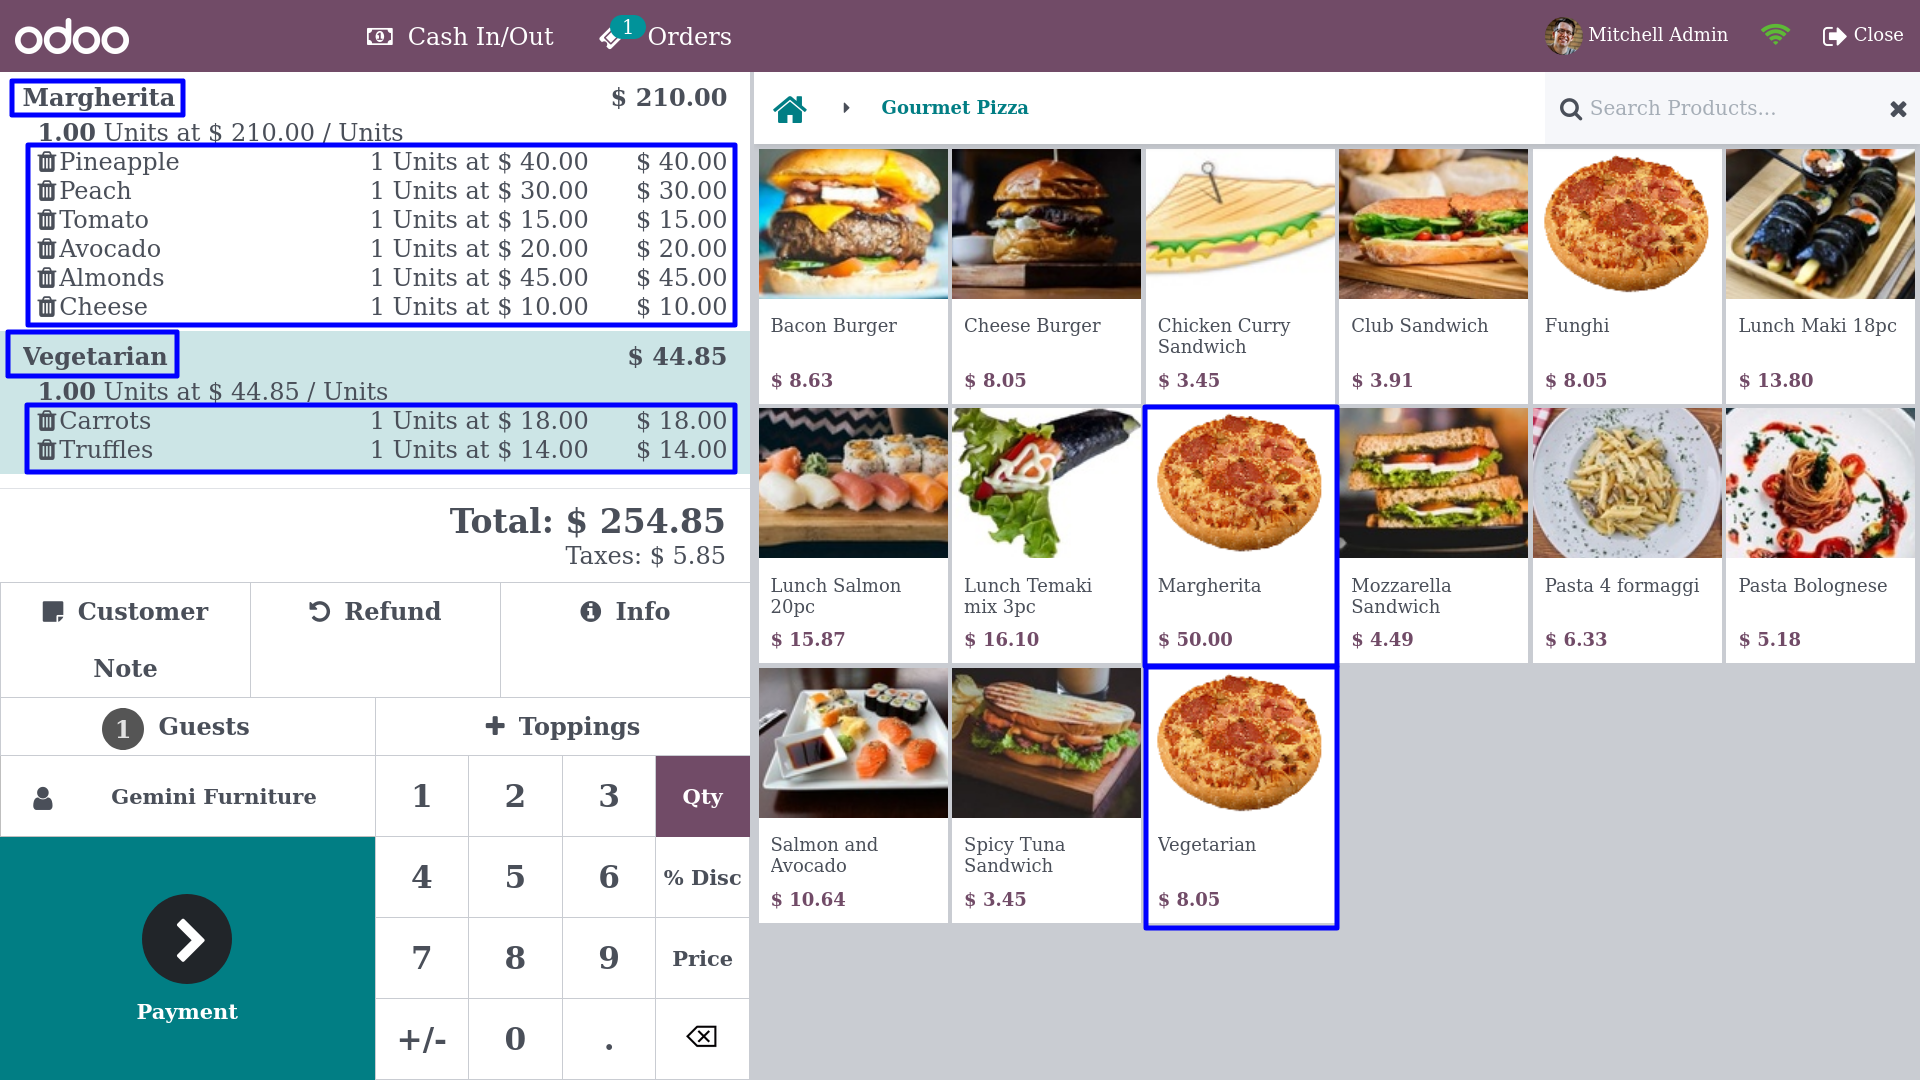 odoo
Cash In/Out
1
Orders
Mitchell Admin
Close
Margherita $ 210.00
1.00 Units at $ 210.00 / Units
Pineapple 1 Units at $ 40.00 $ 40.00
Peach 1 Units at $ 30.00 $ 30.00
Tomato 1 Units at $ 15.00 $ 15.00
Avocado 1 Units at $ 20.00 $ 20.00
Almonds 1 Units at $ 45.00 $ 45.00
Cheese 1 Units at $ 10.00 $ 10.00
Vegetarian $ 44.85
1.00 Units at $ 44.85 / Units
Carrots 1 Units at $ 18.00 $ 18.00
Truffles 1 Units at $ 14.00 $ 14.00
Total: $ 254.85
Taxes: $ 5.85
Customer
Note
Refund
Info
1 Guests
Toppings
Gemini Furniture
Payment
1 2 3 Qty
4 5 6 % Disc
7 8 9 Price
+/- 0 .
Gourmet Pizza
Search Products...
Bacon Burger
$ 8.63
Cheese Burger
$ 8.05
Chicken Curry
Sandwich
$ 3.45
Club Sandwich
$ 3.91
Funghi
$ 8.05
Lunch Maki 18pc
$ 13.80
Lunch Salmon
20pc
$ 15.87
Lunch Temaki
mix 3pc
$ 16.10
Margherita
$ 50.00
Mozzarella
Sandwich
$ 4.49
Pasta 4 formaggi
$ 6.33
Pasta Bolognese
$ 5.18
Salmon and
Avocado
$ 10.64
Spicy Tuna
Sandwich
$ 3.45
Vegetarian
$ 8.05